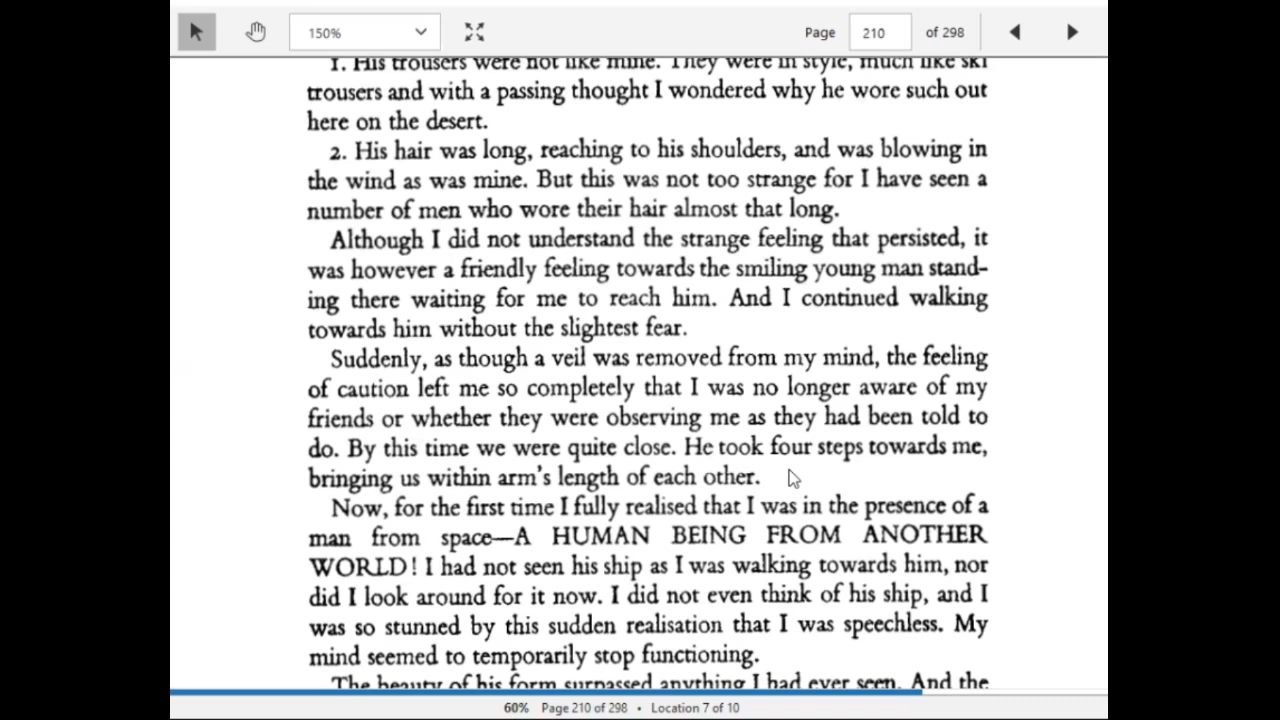 150%
Page 210 of 298
1. His trousers were not like mine. They were in style, much like ski
trousers and with a passing thought I wondered why he wore such out
here on the desert.
2. His hair was long, reaching to his shoulders, and was blowing in
the wind as was mine. But this was not too strange for I have seen a
number of men who wore their hair almost that long.
Although I did not understand the strange feeling that persisted, it
was however a friendly feeling towards the smiling young man stand-
ing there waiting for me to reach him. And I continued walking
towards him without the slightest fear.
Suddenly, as though a veil was removed from my mind, the feeling
of caution left me so completely that I was no longer aware of my
friends or whether they were observing me as they had been told to
do. By this time we were quite close. He took four steps towards me,
bringing us within arm's length of each other.
Now, for the first time I fully realised that I was in the presence of a
man from space—A HUMAN BEING FROM ANOTHER
WORLD! I had not seen his ship as I was walking towards him, nor
did I look around for it now. I did not even think of his ship, and I
was so stunned by this sudden realisation that I was speechless. My
mind seemed to temporarily stop functioning.
The beauty of his form surpassed anything I had ever seen. And the
60% Page 210 of 298 • Location 7 of 10